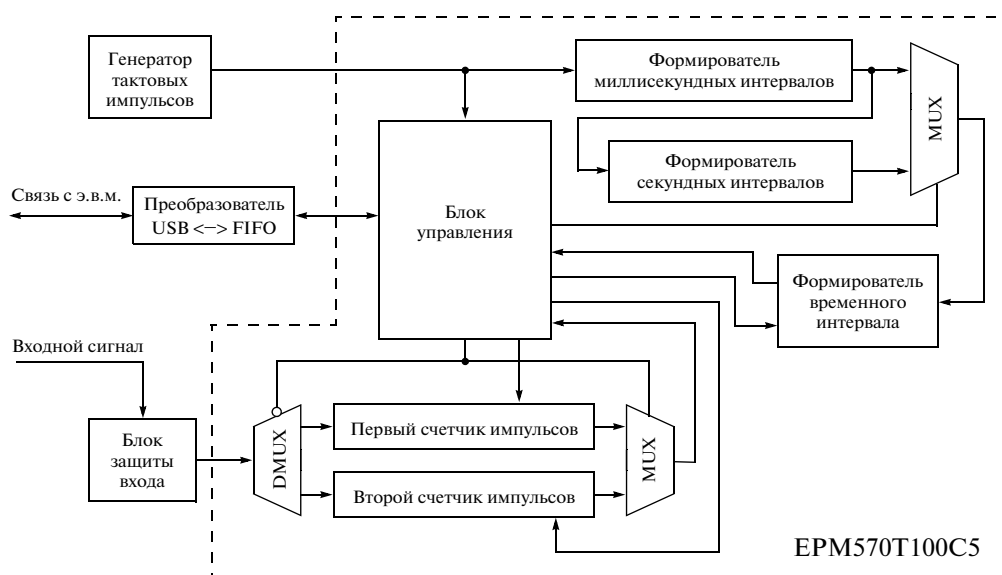 Генератор
тактовых
импульсов
Формирователь
миллисекундных интервалов
MUX
Формирователь
секундных интервалов
Связь с э.в.м.
Преобразователь
USB <−> FIFO
Блок
управления
Формирователь
временного
интервала
Входной сигнал
Блок
защиты
входа
DMUX
Первый счетчик импульсов
Второй счетчик импульсов
MUX
EPM570T100C5